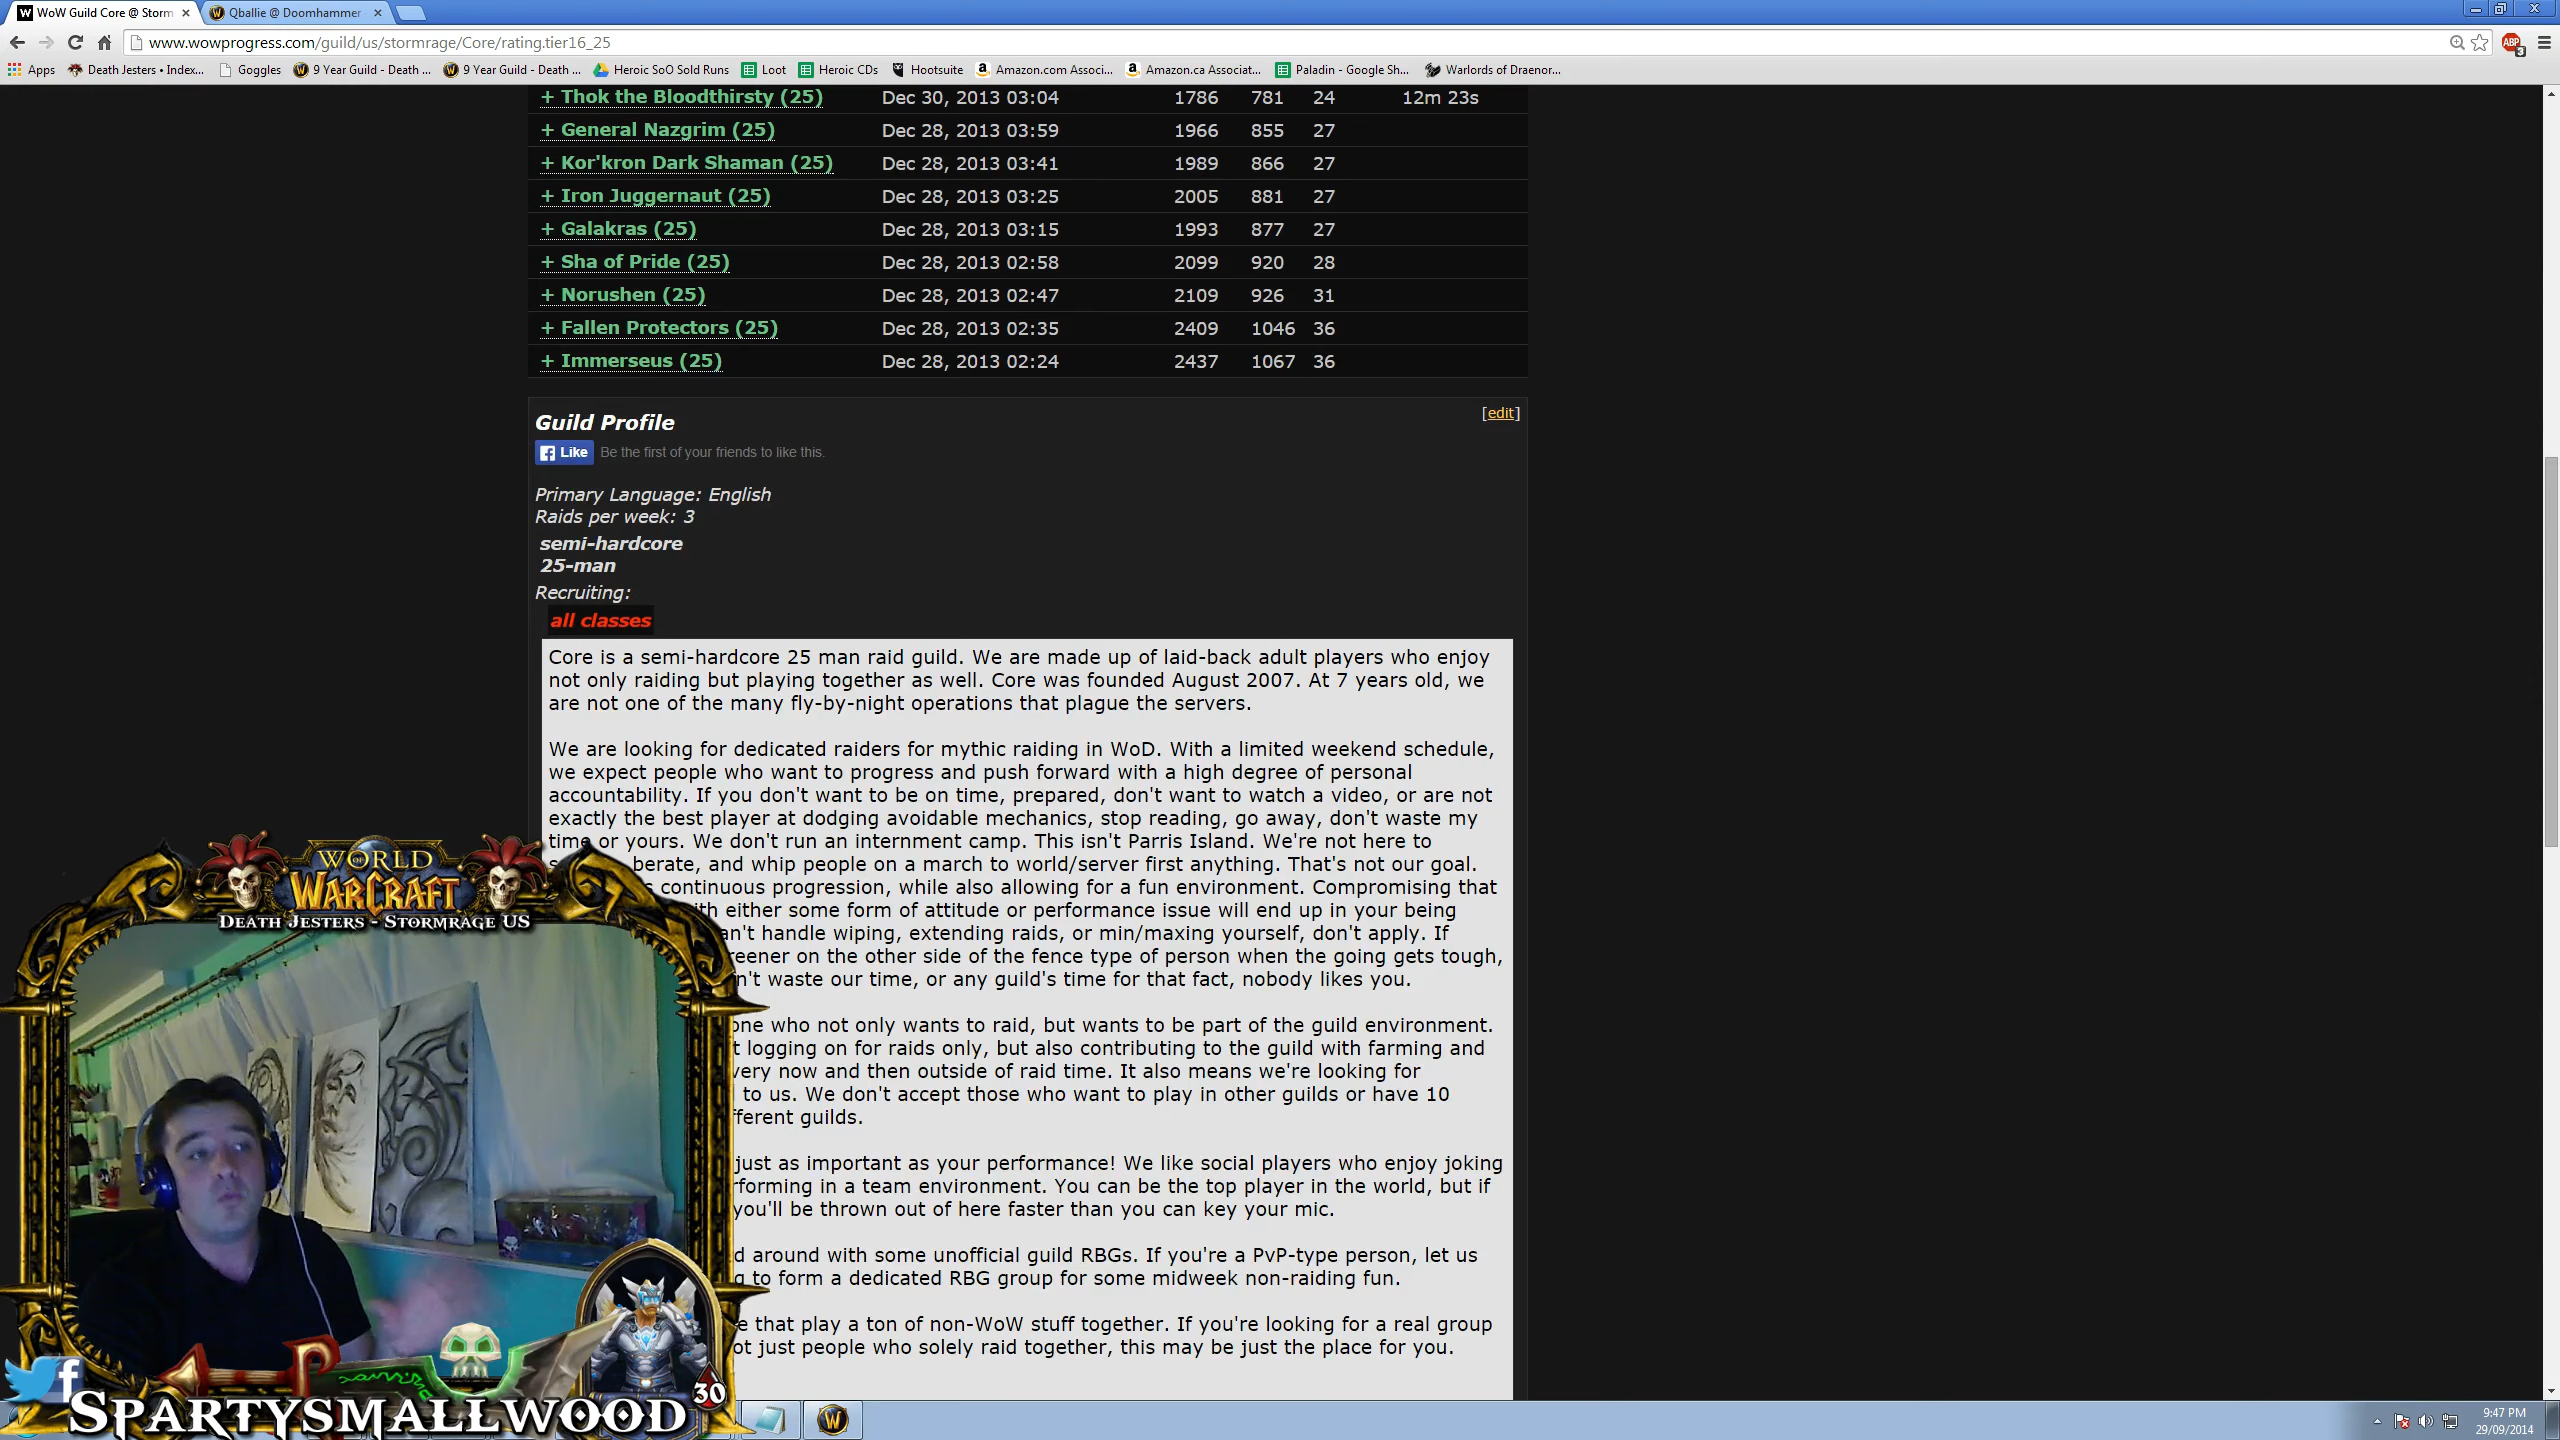 WoW Guild Core @ Storm
Qballie @ Doomhammer
www.wowprogress.com/guild/us/stormrage/Core/rating.tier16_25
ABP
3
Apps
Death Jesters • Index...
Goggles
9 Year Guild - Death ...
9 Year Guild - Death ...
Heroic SoO Sold Runs
Loot
Heroic CDs
Hootsuite
Amazon.com Associ...
Amazon.ca Associat...
Paladin - Google Sh...
Warlords of Draenor...
+ Thok the Bloodthirsty (25) Dec 30, 2013 03:04 1786 781 24 12m 23s
+ General Nazgrim (25) Dec 28, 2013 03:59 1966 855 27
+ Kor'kron Dark Shaman (25) Dec 28, 2013 03:41 1989 866 27
+ Iron Juggernaut (25) Dec 28, 2013 03:25 2005 881 27
+ Galakras (25) Dec 28, 2013 03:15 1993 877 27
+ Sha of Pride (25) Dec 28, 2013 02:58 2099 920 28
+ Norushen (25) Dec 28, 2013 02:47 2109 926 31
+ Fallen Protectors (25) Dec 28, 2013 02:35 2409 1046 36
+ Immerseus (25) Dec 28, 2013 02:24 2437 1067 36
Guild Profile
[edit]
Like Be the first of your friends to like this.
Primary Language: English
Raids per week: 3
semi-hardcore
25-man
Recruiting:
all classes
Core is a semi-hardcore 25 man raid guild. We are made up of laid-back adult players who enjoy
not only raiding but playing together as well. Core was founded August 2007. At 7 years old, we
are not one of the many fly-by-night operations that plague the servers.
We are looking for dedicated raiders for mythic raiding in WoD. With a limited weekend schedule,
we expect people who want to progress and push forward with a high degree of personal
accountability. If you don't want to be on time, prepared, don't want to watch a video, or are not
exactly the best player at dodging avoidable mechanics, stop reading, go away, don't waste my
time or yours. We don't run an internment camp. This isn't Parris Island. We're not here to
berate, and whip people on a march to world/server first anything. That's not our goal.
continuous progression, while also allowing for a fun environment. Compromising that
either some form of attitude or performance issue will end up in your being
handle wiping, extending raids, or min/maxing yourself, don't apply. If
on the other side of the fence type of person when the going gets tough,
waste our time, or any guild's time for that fact, nobody likes you.
who not only wants to raid, but wants to be part of the guild environment.
logging on for raids only, but also contributing to the guild with farming and
now and then outside of raid time. It also means we're looking for
to us. We don't accept those who want to play in other guilds or have 10
guilds.
just as important as your performance! We like social players who enjoy joking
in a team environment. You can be the top player in the world, but if
you'll be thrown out of here faster than you can key your mic.
around with some unofficial guild RBGs. If you're a PvP-type person, let us
to form a dedicated RBG group for some midweek non-raiding fun.
that play a ton of non-WoW stuff together. If you're looking for a real group
just people who solely raid together, this may be just the place for you.
WORLD OF WARCRAFT
DEATH JESTERS - STORMRAGE US
30
SPARTYSMALLWOOD
9:47 PM
29/09/2014